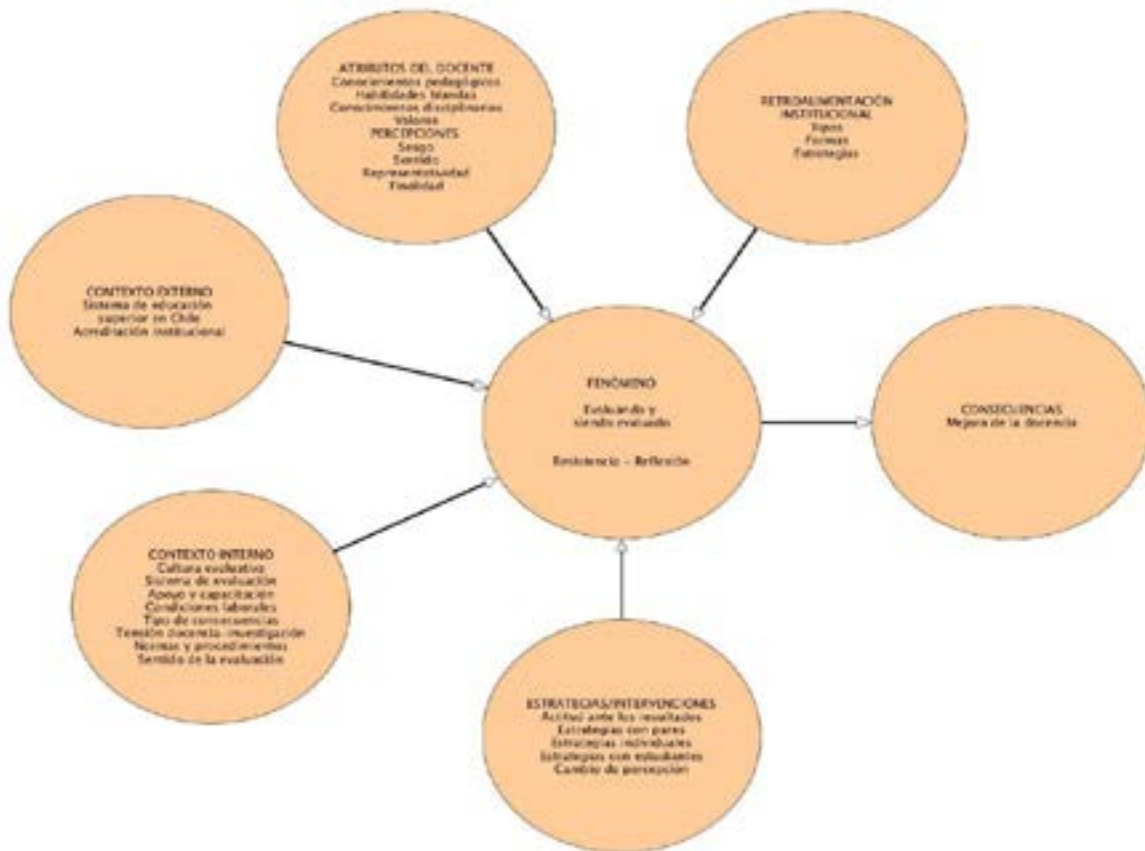 ATRIBUTOS DEL DOCENTE
Conocimientos pedagógicos
Habilidades blandas
Conocimientos disciplinarios
Valores
PERCEPCIONES
Sesgo
Sentido
Representatividad
Finalidad
RETROALIMENTACIÓN
INSTITUCIONAL
Tipos
Formas
Estrategias
CONTEXTO EXTERNO
Sistema de educación
superior en Chile
Acreditación institucional
FENÓMENO
Evaluando y
siendo evaluado
Resistencia - Reflexión
CONSECUENCIAS
Mejora de la docencia
CONTEXTO INTERNO
Cultura evaluativa
Sistema de evaluación
Apoyo y capacitación
Condiciones laborales
Tipo de consecuencias
Tensión docencia-investigación
Normas y procedimientos
Sentido de la evaluación
ESTRATEGIAS/INTERVENCIONES
Actitud ante los resultados
Estrategias con pares
Estrategias individuales
Estrategias con estudiantes
Cambio de percepción